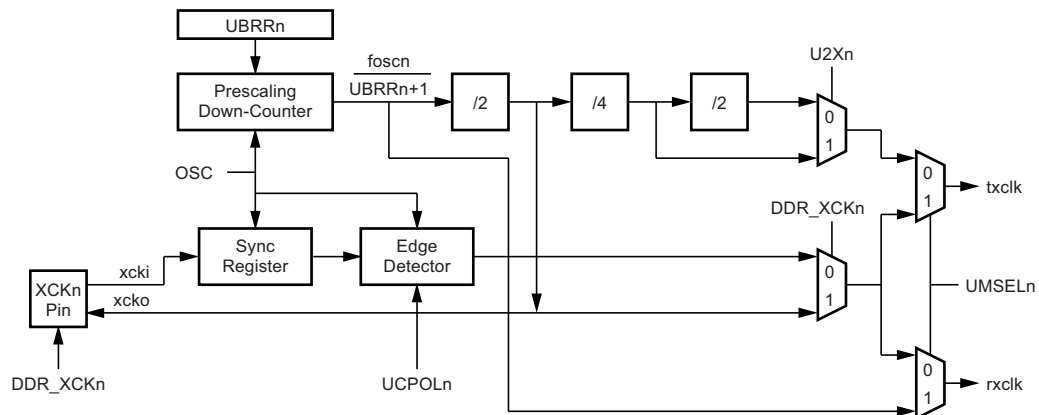 UBRRn
foscn
UBRRn+1
U2Xn
Prescaling
Down-Counter
/2
/4
/2
0
1
OSC
0
1
txclk
DDR_XCKn
Sync
Register
Edge
Detector
0
1
xcki
XCKn
Pin
xcko
UMSELn
DDR_XCKn
UCPOLn
0
1
rxclk